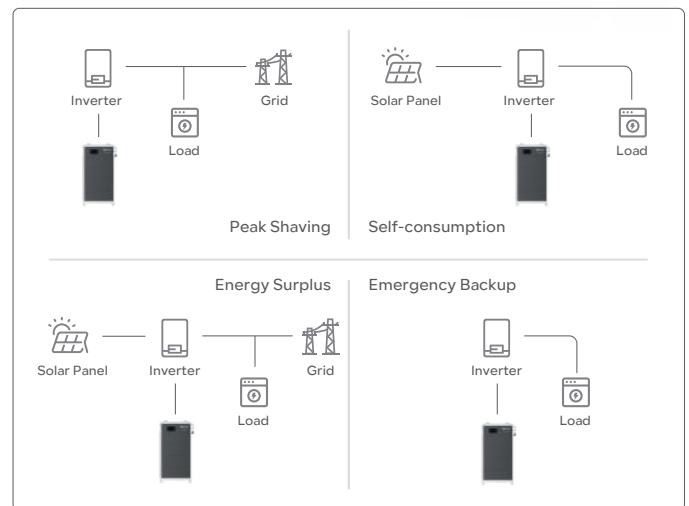 Inverter
Grid
Load
Peak Shaving
Solar Panel
Inverter
Load
Self-consumption
Energy Surplus
Solar Panel
Inverter
Grid
Load
Emergency Backup
Inverter
Load